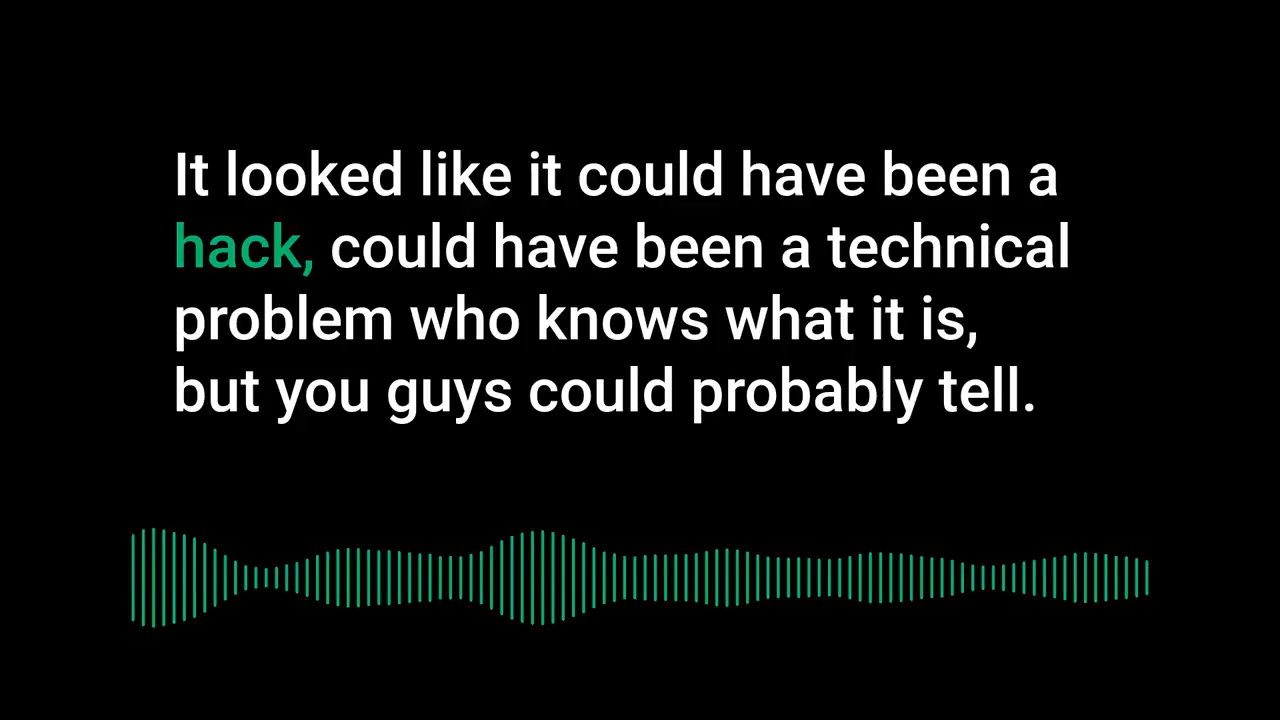 It looked like it could have been a
hack, could have been a technical
problem who knows what it is,
but you guys could probably tell.